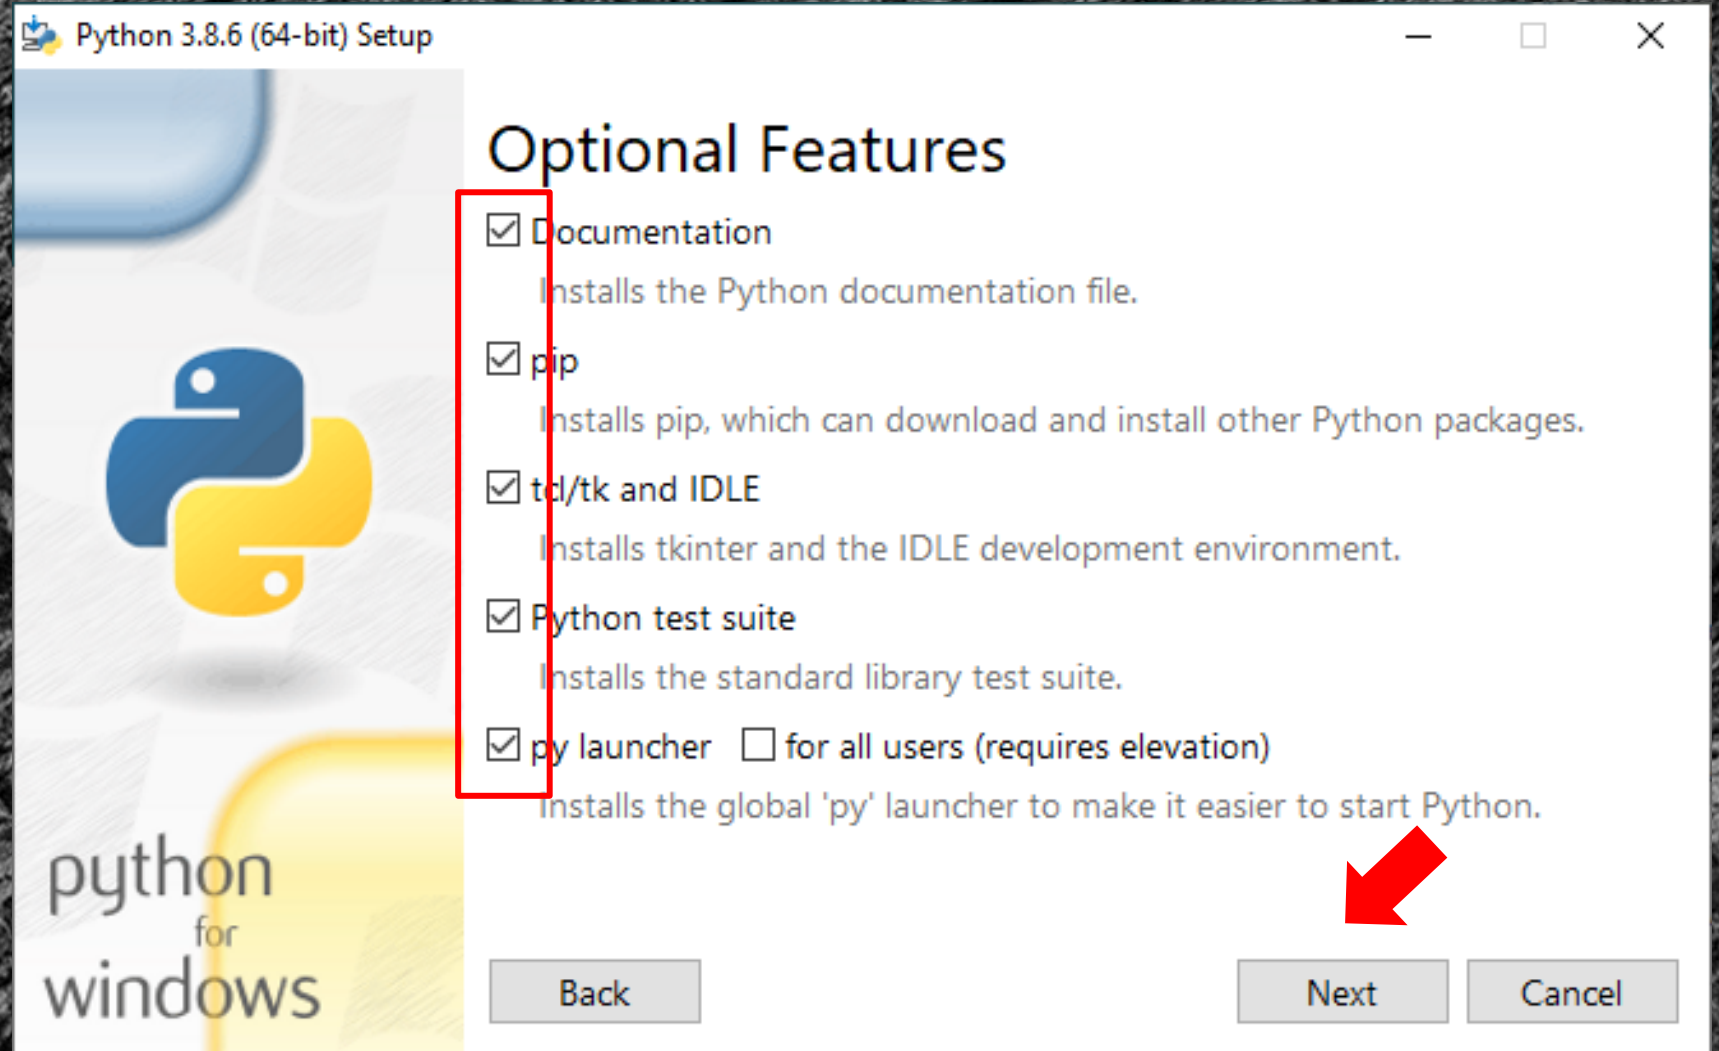 Python 3.8.6 (64-bit) Setup
Optional Features
Documentation
Installs the Python documentation file.
pip
Installs pip, which can download and install other Python packages.
tcl/tk and IDLE
Installs tkinter and the IDLE development environment.
Python test suite
Installs the standard library test suite.
py launcher for all users (requires elevation)
Installs the global 'py' launcher to make it easier to start Python.
python
for
windows
Back Next Cancel